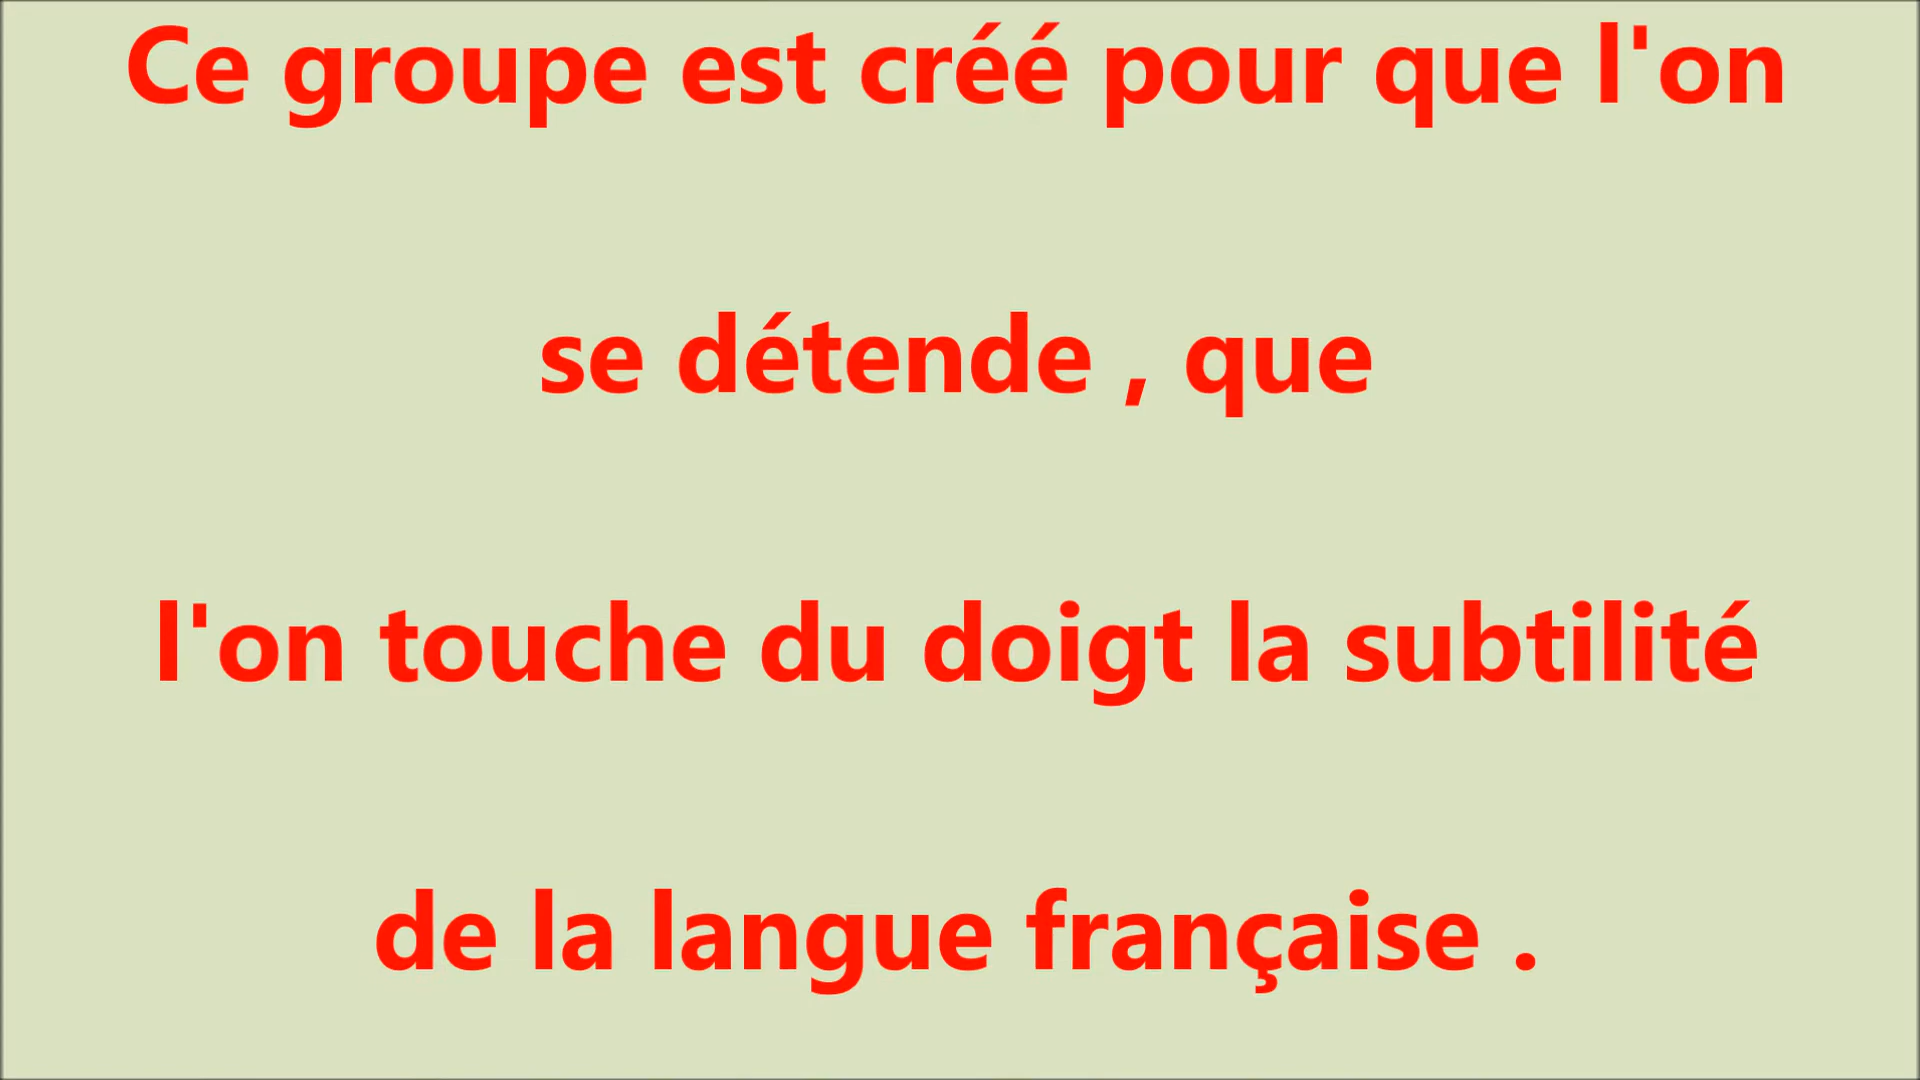 Ce groupe est créé pour que l'on
se détende , que
l'on touche du doigt la subtilité
de la langue française .